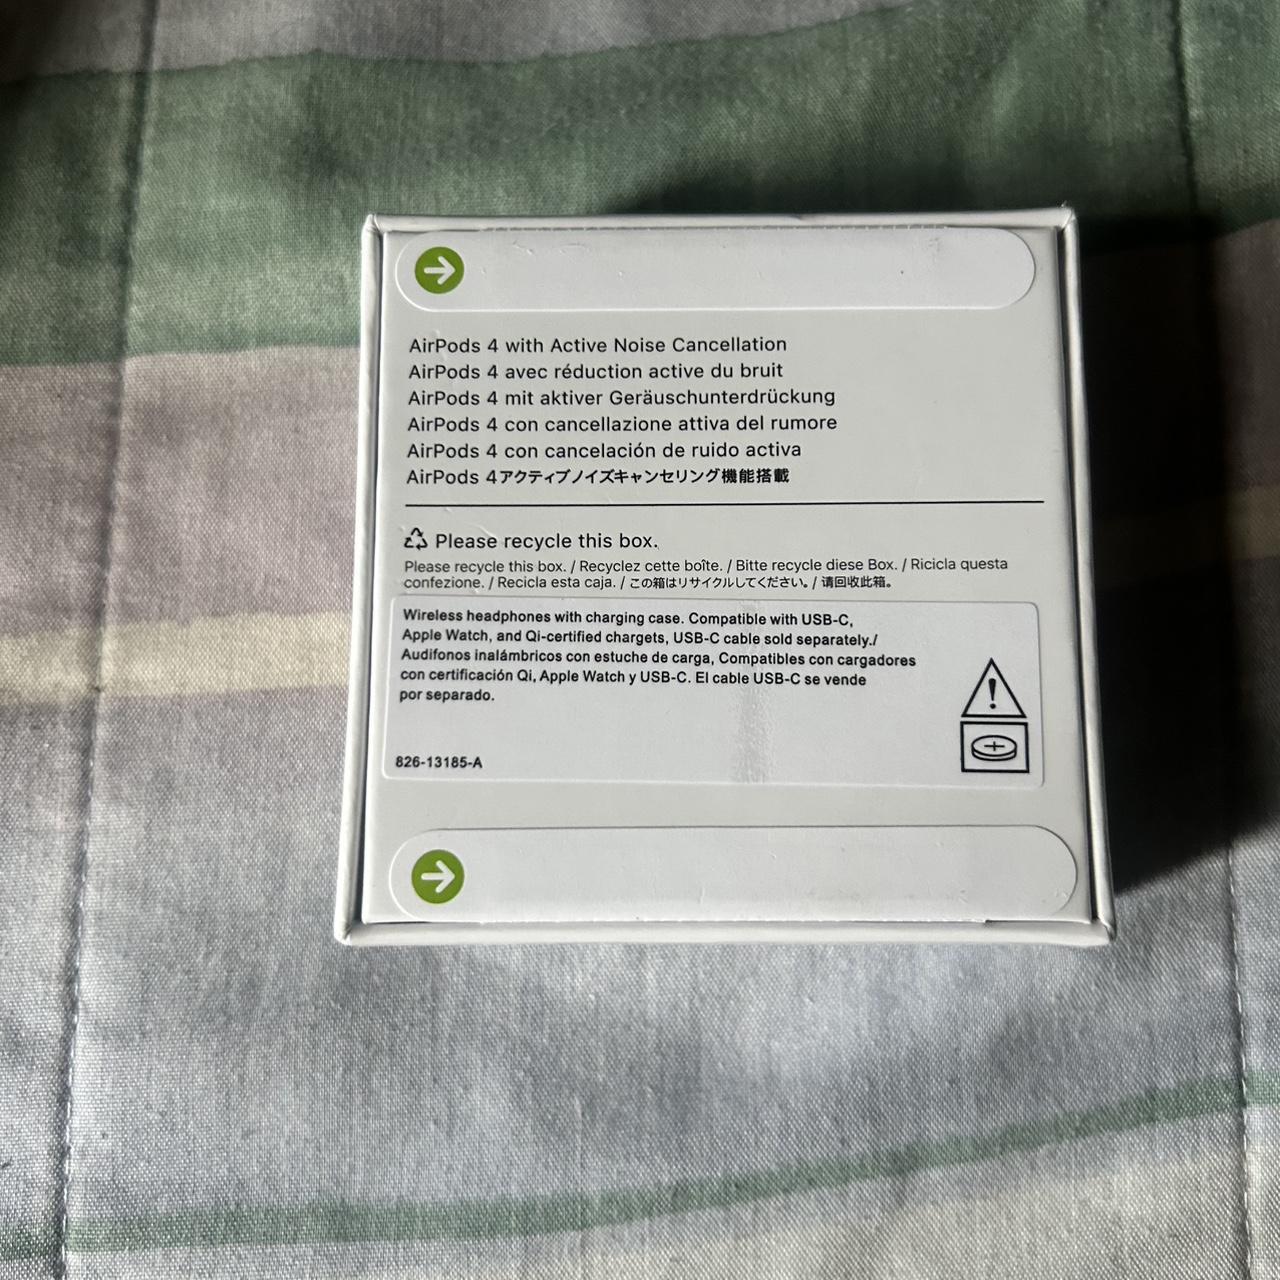 AirPods 4 with Active Noise Cancellation
AirPods 4 avec réduction active du bruit
AirPods 4 mit aktiver Geräuschunterdrückung
AirPods 4 con cancellazione attiva del rumore
AirPods 4 con cancelación de ruido activa
AirPods 4アクティブノイズキャンセリング機能搭載
Please recycle this box.
Please recycle this box. / Recyclez cette boîte. / Bitte recycle diese Box. / Ricicla questa
confezione. / Recicla esta caja. / この箱はリサイクルしてください。/ 请回收此箱。
Wireless headphones with charging case. Compatible with USB-C,
Apple Watch, and Qi-certified chargets, USB-C cable sold separately./
Audifonos inalámbricos con estuche de carga, Compatibles con cargadores
con certificación Qi, Apple Watch y USB-C. El cable USB-C se vende
por separado.
826-13185-A